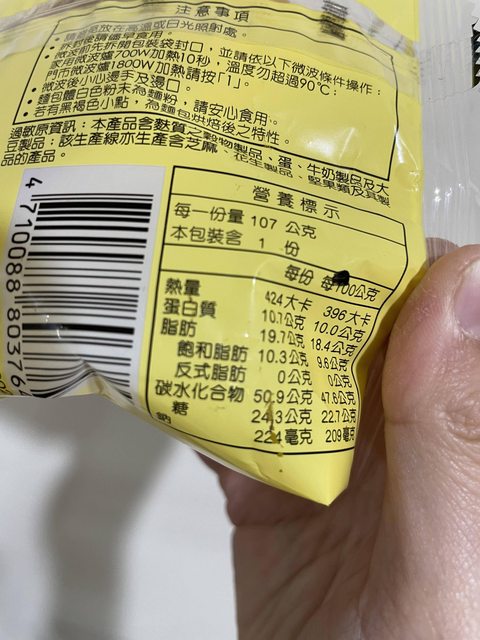 注意事項
請勿放在高溫或日光照射處。
拆封後請儘早食用。
微波前先拆開包裝袋封口，並請依以下微波條件操作：
家用微波爐700W加熱10秒，溫度勿超過90℃；
門市微波爐1800W加熱請按「1」。
微波後小心燙手及燙口。
麵包體白色粉末為麵粉，請安心食用。
若有黑褐色小點，為麵包烘焙後之特性。
過敏原資訊：本產品含麩質之穀物製品、蛋、牛奶製品及大
豆製品；該生產線亦生產含芝麻、花生製品、堅果類及其製
品的產品。
4 710088 80376
營養標示
每一份量 107 公克
本包裝含 1 份
每份 每100公克
熱量 424大卡 396大卡
蛋白質 10.7公克 10.0公克
脂肪 19.7公克 18.4公克
飽和脂肪 10.3公克 9.6公克
反式脂肪 0公克 0公克
碳水化合物 50.9公克 47.6公克
糖 24.3公克 22.7公克
鈉 224毫克 209毫克